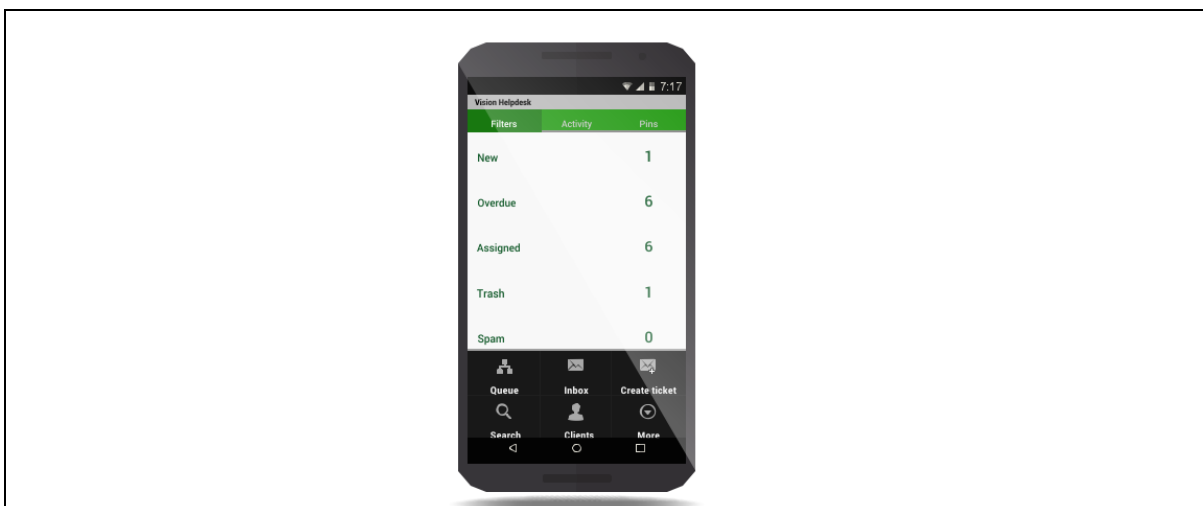 7:17
Vision Helpdesk
Filters Activity Pins
New 1
Overdue 6
Assigned 6
Trash 1
Spam 0
Queue Inbox Create ticket
Search Clients More